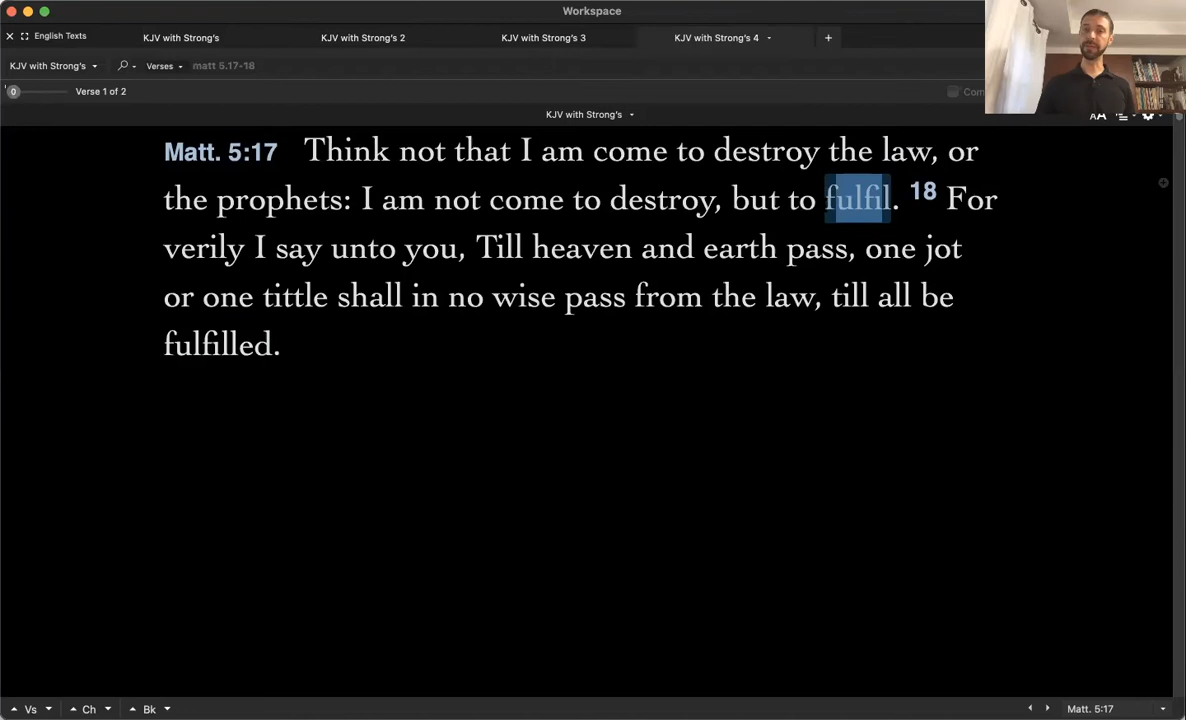 Workspace
English Texts
KJV with Strong's
KJV with Strong's 2
KJV with Strong's 3
KJV with Strong's 4
+
KJV with Strong's
Verses
matt 5.17-18
0
Verse 1 of 2
KJV with Strong's
AA
Matt. 5:17 Think not that I am come to destroy the law, or
the prophets: I am not come to destroy, but to fulfil. 18 For
verily I say unto you, Till heaven and earth pass, one jot
or one tittle shall in no wise pass from the law, till all be
fulfilled.
Vs
Ch
Bk
Matt. 5:17